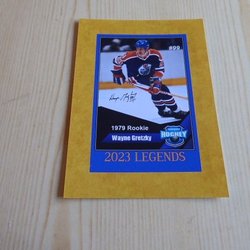 #99
1979 Rookie
Wayne Gretzky
HOCKEY
2023 LEGENDS